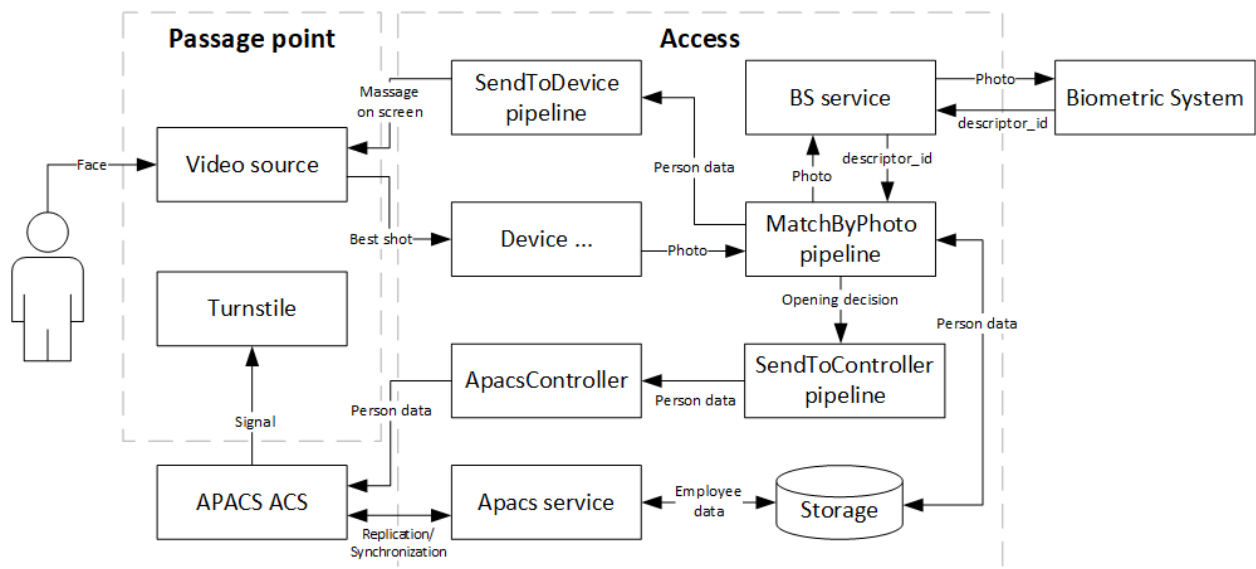 Passage point
Access
SendToDevice
pipeline
BS service
Photo
Biometric System
descriptor_id
Massage
on screen
Face
Video source
Person data
Photo
descriptor_id
Best shot
Device ...
Photo
MatchByPhoto
pipeline
Turnstile
Opening decision
Person data
SendToController
pipeline
ApacsController
Person data
Person data
Signal
APACS ACS
Replication/
Synchronization
Apacs service
Employee
data
Storage